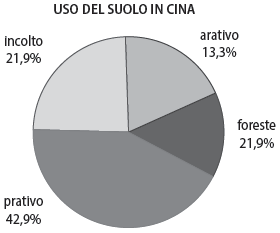 USO DEL SUOLO IN CINA
incolto
21,9%
arativo
13,3%
foreste
21,9%
prativo
42,9%